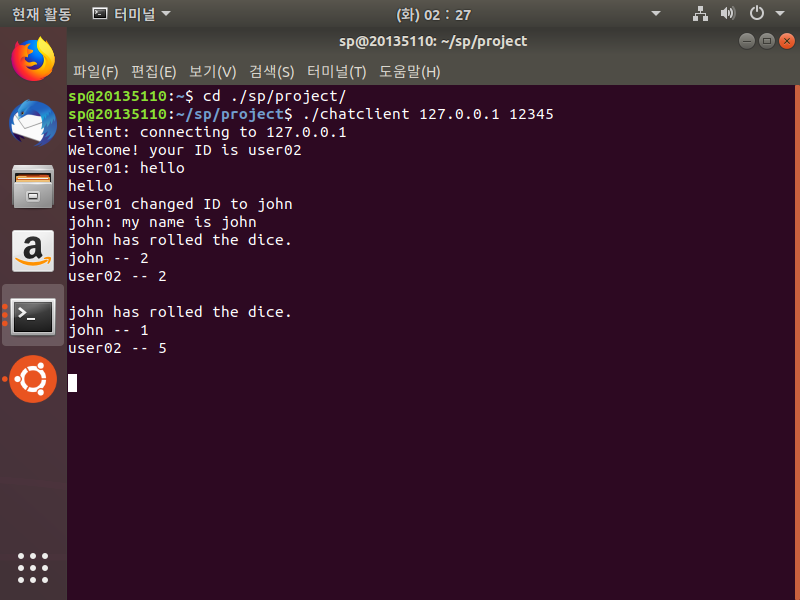 현재 활동 터미널 (화) 02 : 27
sp@20135110: ~/sp/project
파일(F) 편집(E) 보기(V) 검색(S) 터미널(T) 도움말(H)
sp@20135110:~$ cd ./sp/project/
sp@20135110:~/sp/project$ ./chatclient 127.0.0.1 12345
client: connecting to 127.0.0.1
Welcome! your ID is user02
user01: hello
hello
user01 changed ID to john
john: my name is john
john has rolled the dice.
john -- 2
user02 -- 2
john has rolled the dice.
john -- 1
user02 -- 5